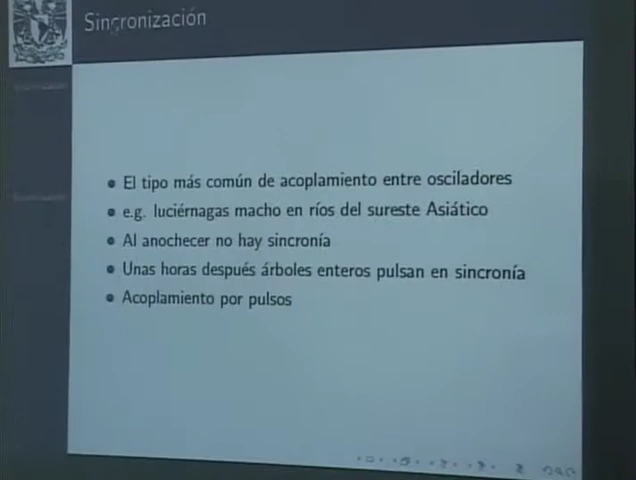 Sincronización
El tipo más común de acoplamiento entre osciladores
e.g. luciérnagas macho en ríos del sureste Asiático
Al anochecer no hay sincronía
Unas horas después árboles enteros pulsan en sincronía
Acoplamiento por pulsos